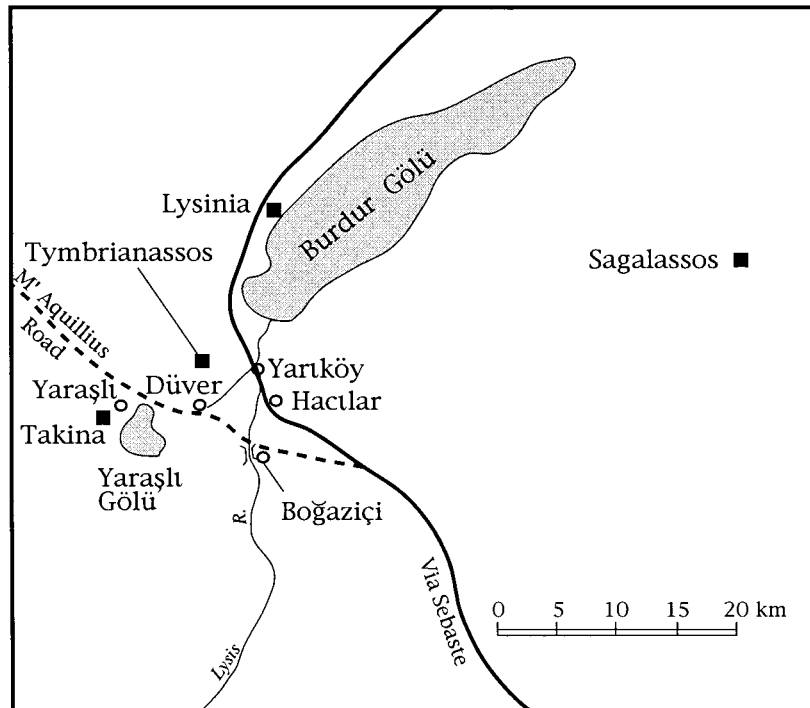 Lysinia
Burdur Gölü
Tymbrianassos
Sagalassos
M' Aquillius
Road
Yarıköy
Yaraşlı
Düver
Hacılar
Takina
Yaraşlı
Gölü
Boğaziçi
R.
Lysis
Via Sebaste
0 5 10 15 20 km